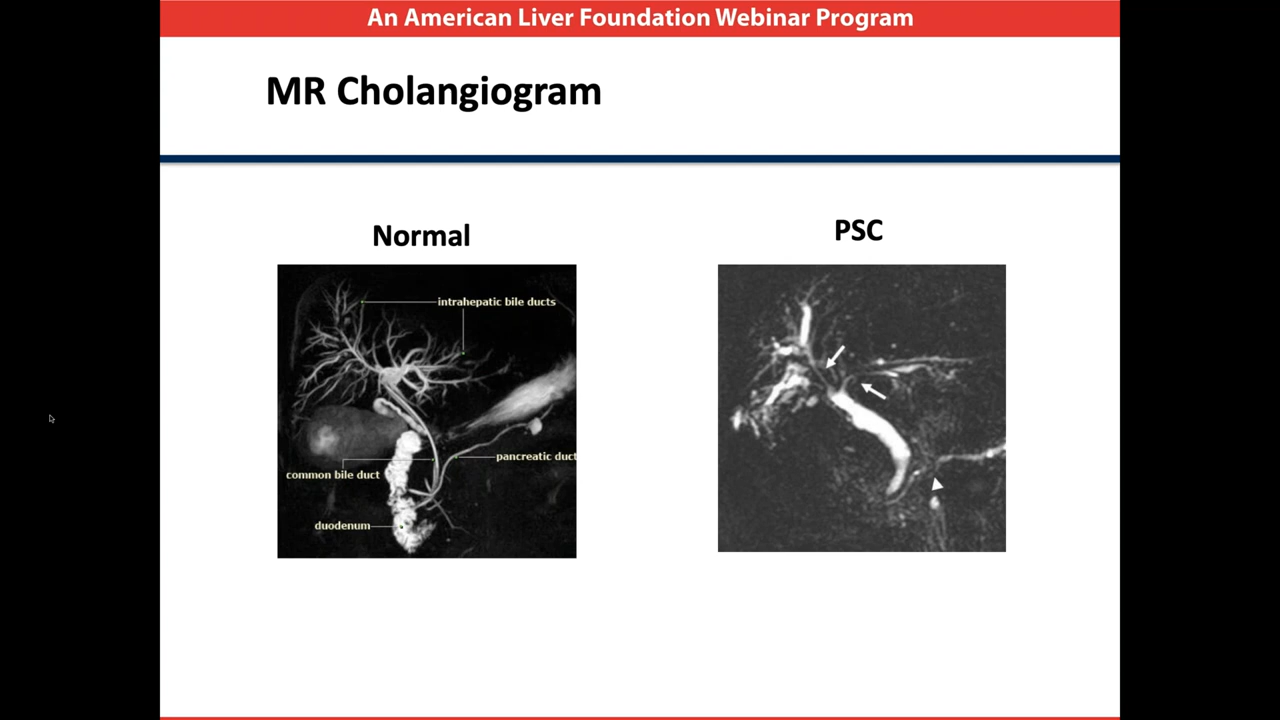 An American Liver Foundation Webinar Program
MR Cholangiogram
Normal
PSC
intrahepatic bile ducts
common bile duct
pancreatic duct
duodenum